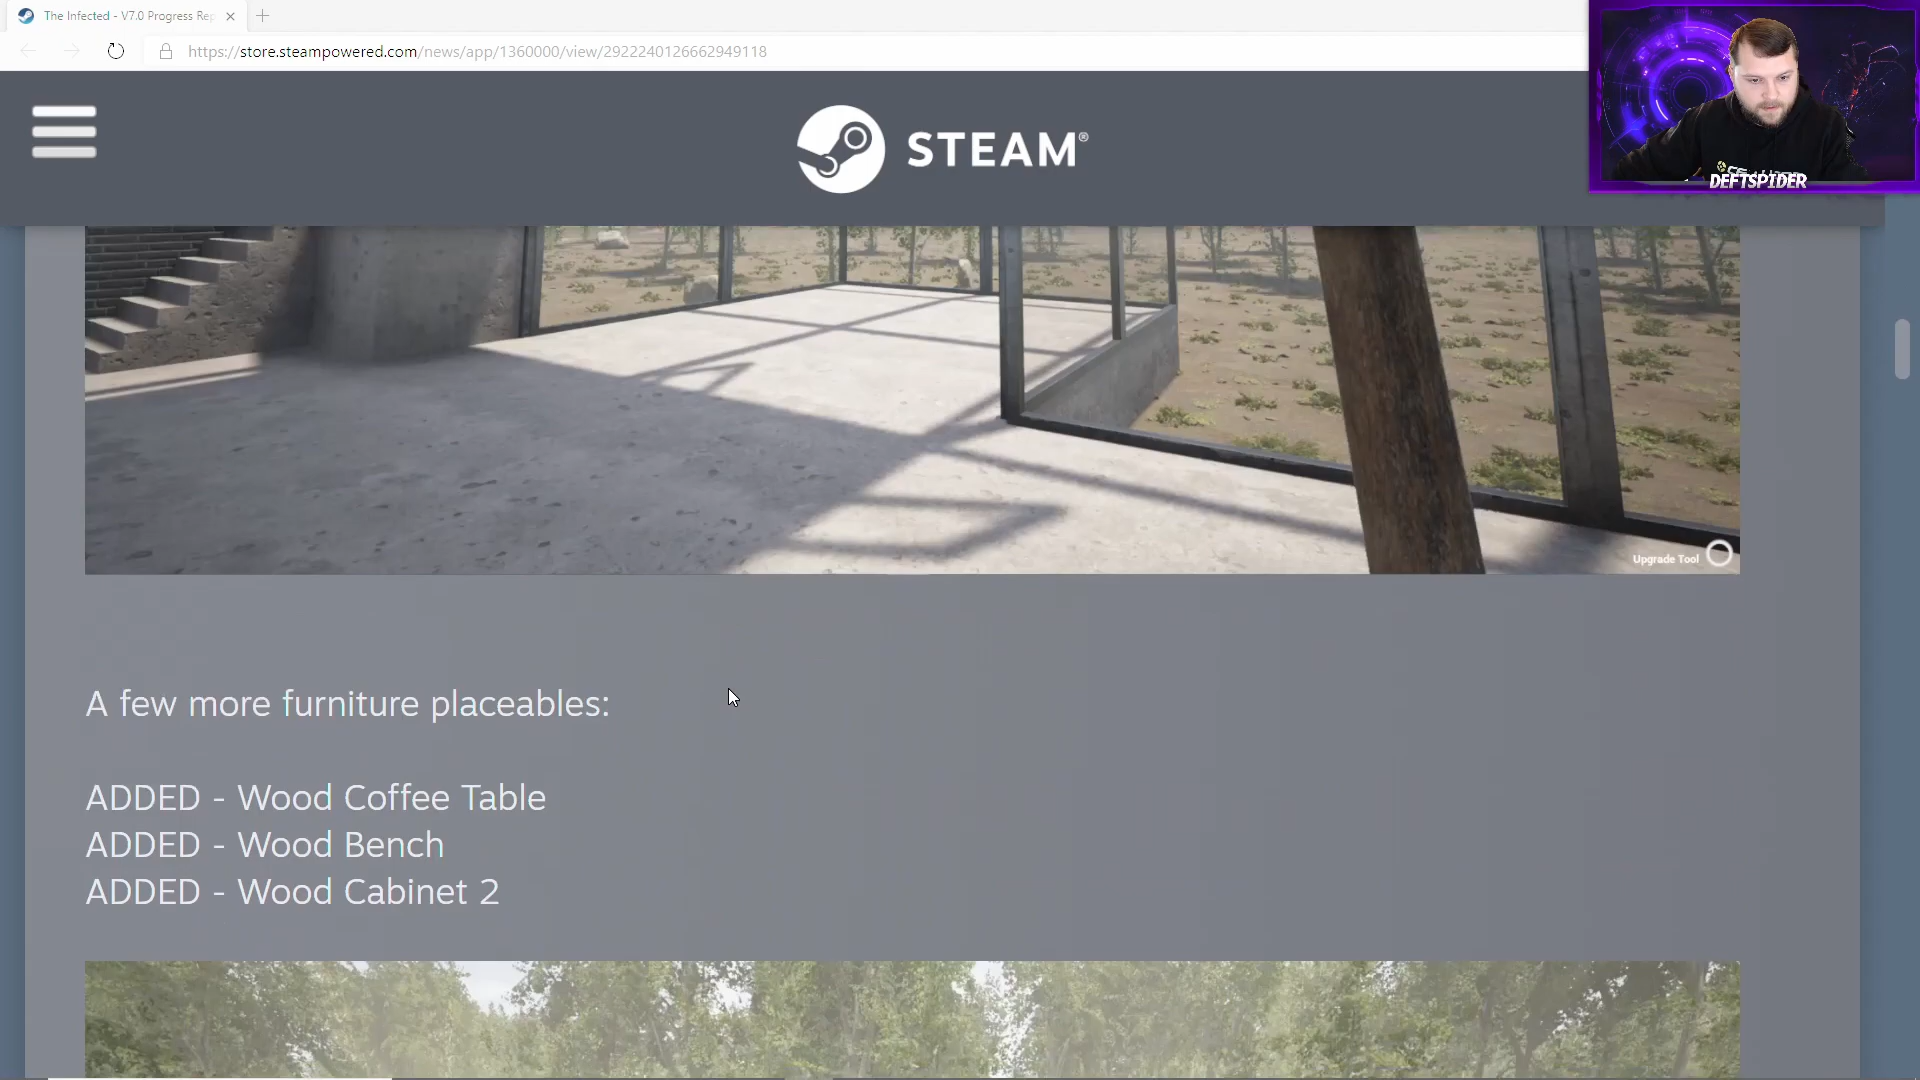 The Infected - V7.0 Progress Rep
https://store.steampowered.com/news/app/1360000/view/2922240126662949118
STEAM®
DEFTSPIDER
Upgrade Tool
A few more furniture placeables:
ADDED - Wood Coffee Table
ADDED - Wood Bench
ADDED - Wood Cabinet 2